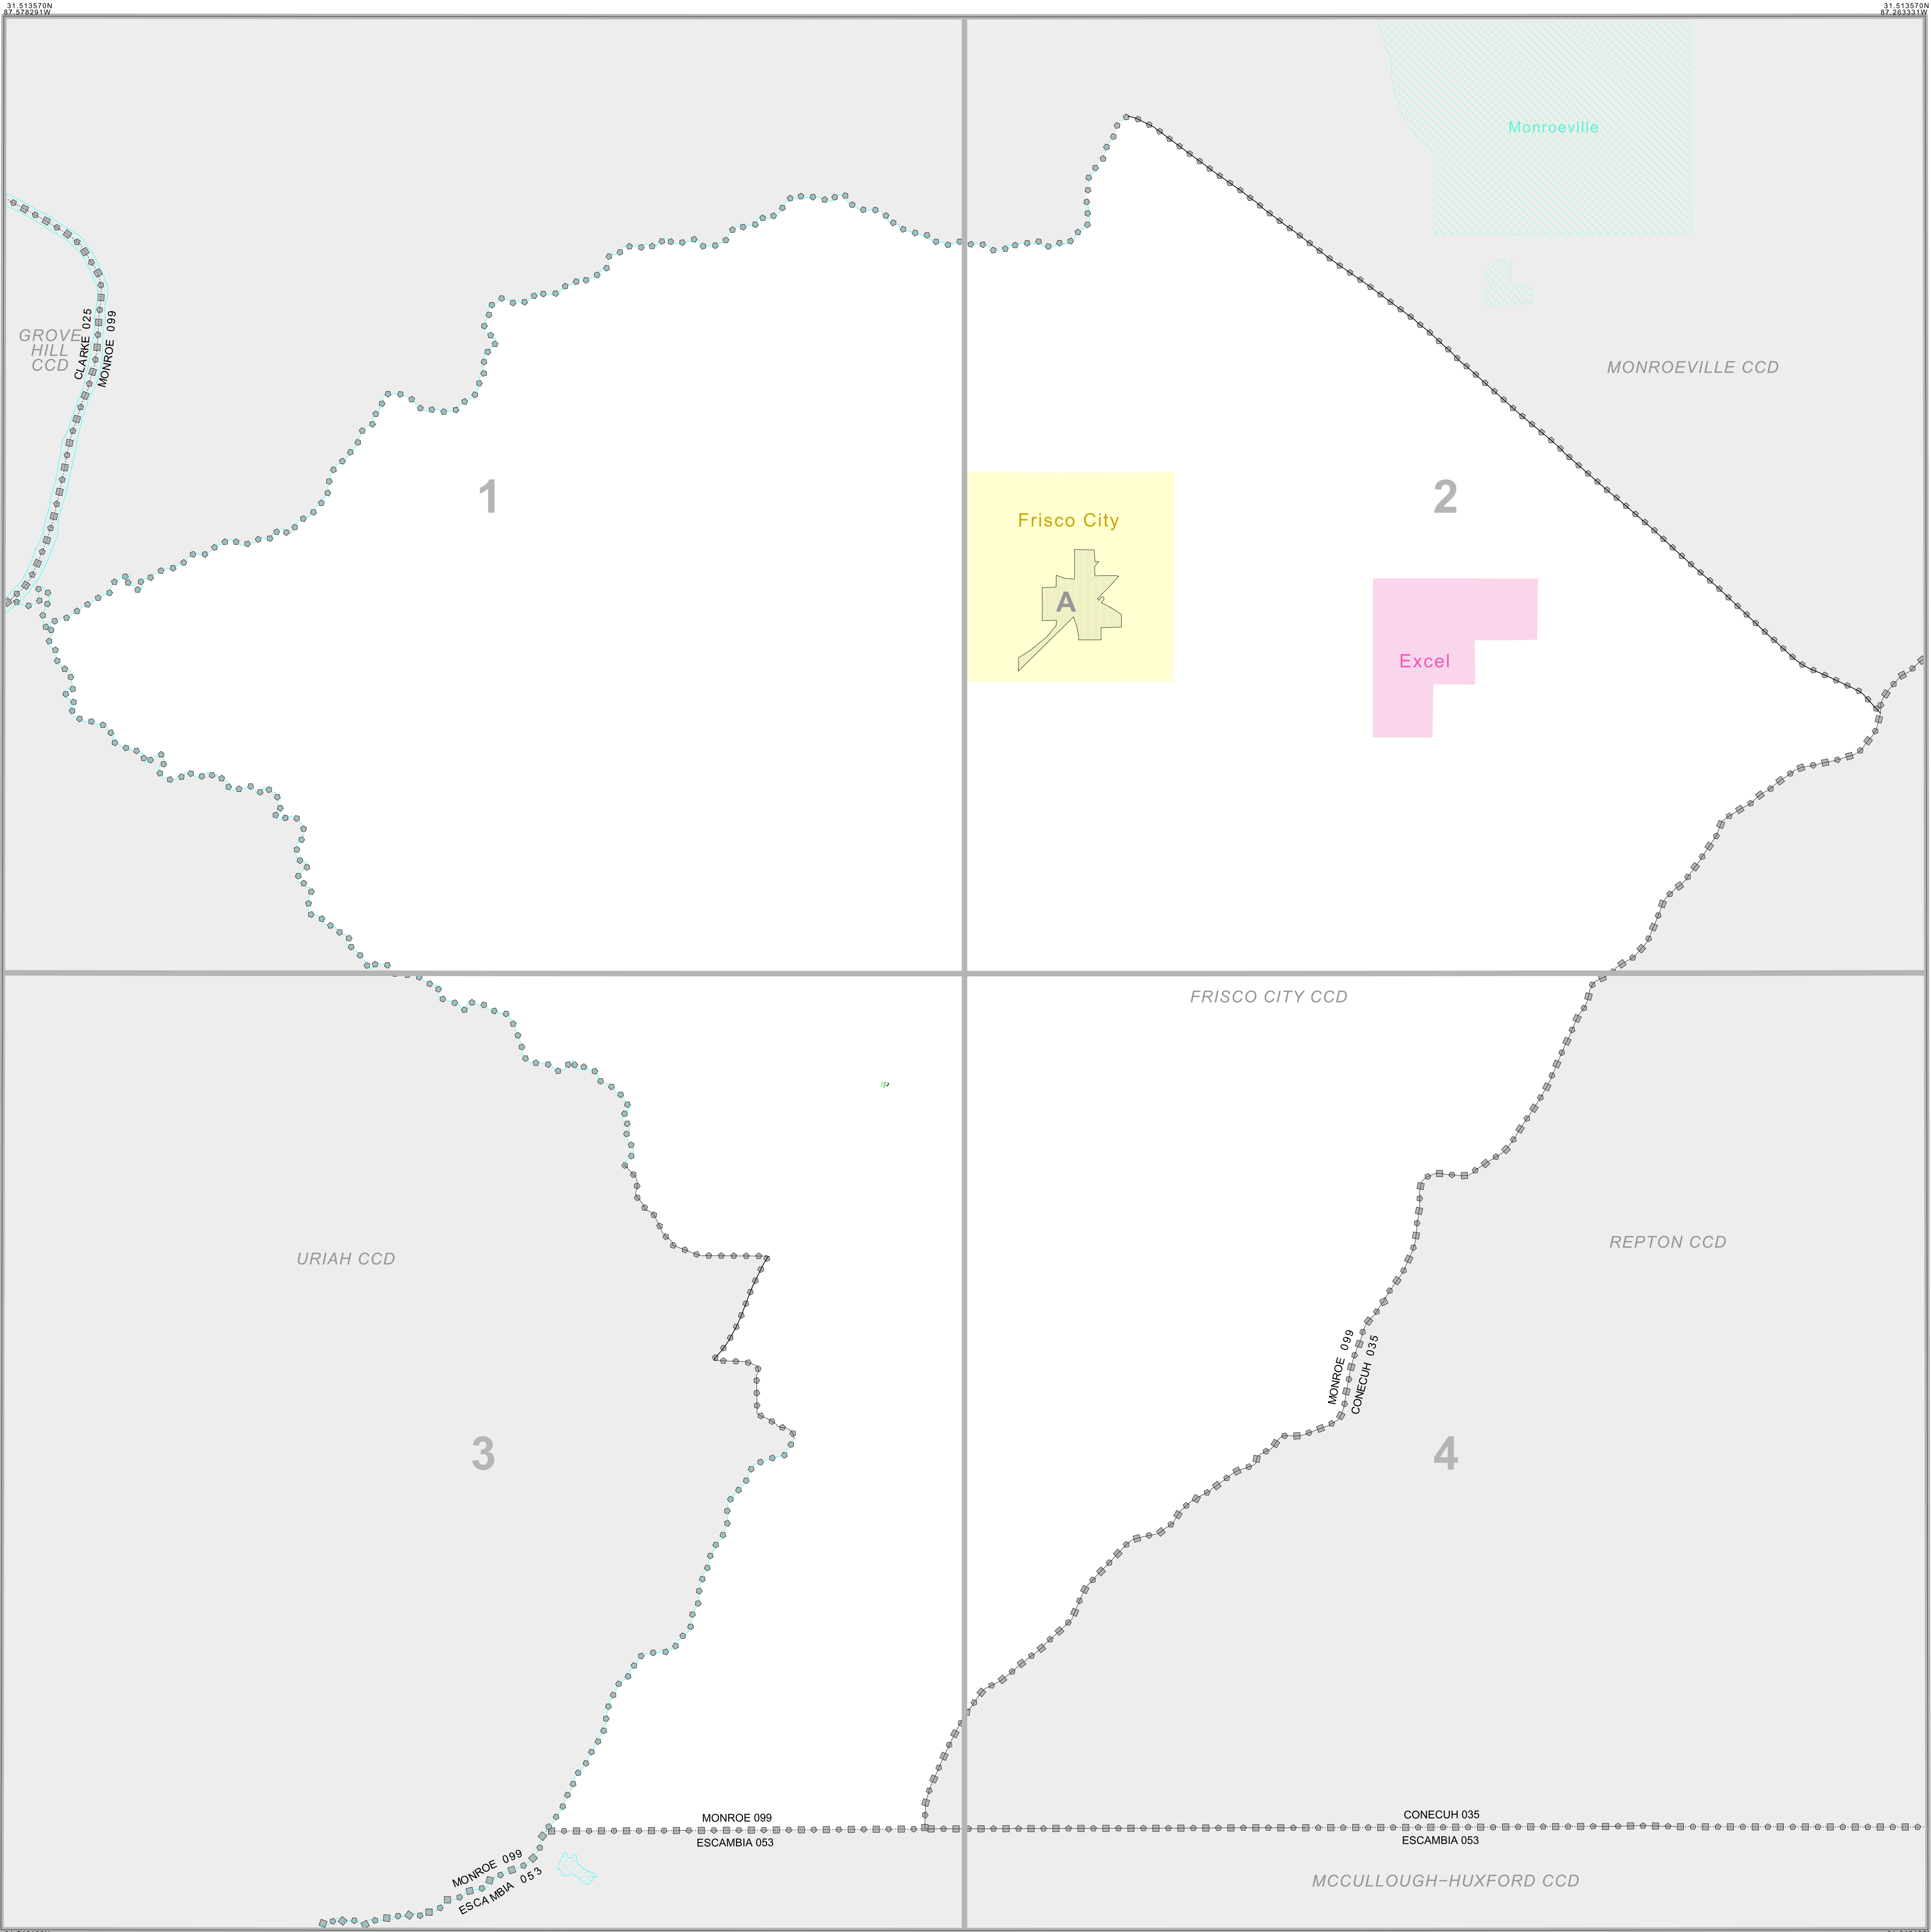 31.513570N
87.578291W
31.513570N
87.263331W
Monroeville
GROVE
HILL
CCD
CLARKE 025
MONROE 099
MONROEVILLE CCD
1
2
Frisco City
A
Excel
FRISCO CITY CCD
URIAH CCD
REPTON CCD
MONROE 099
CONECUH 035
3
4
MONROE 099
ESCAMBIA 053
CONECUH 035
ESCAMBIA 053
MONROE 099
ESCAMBIA 053
MCCULLOUGH-HUXFORD CCD